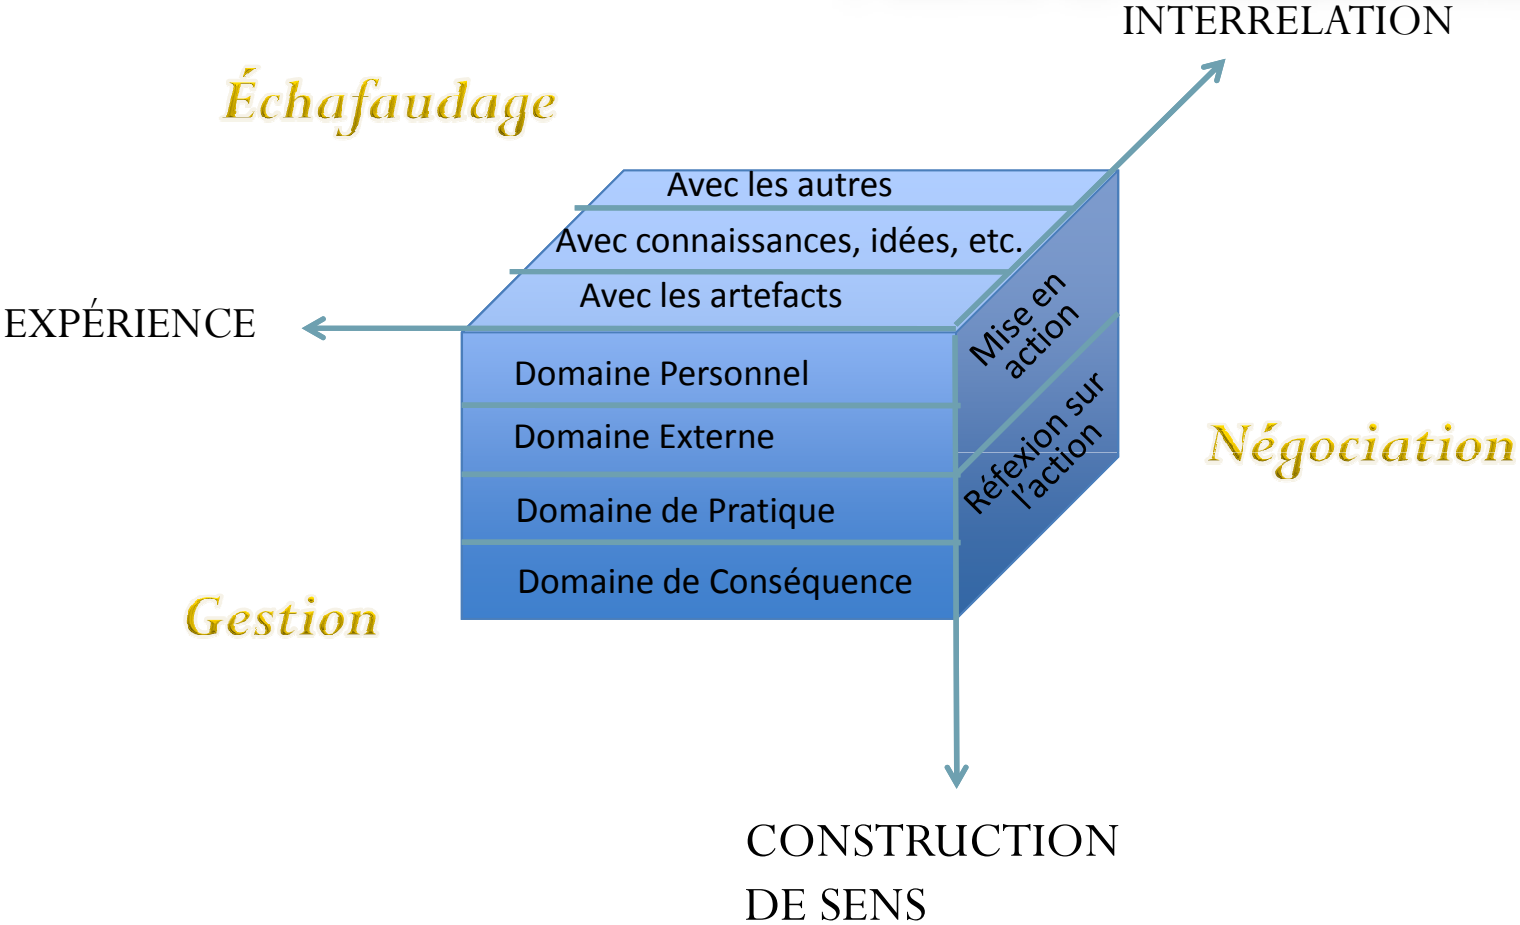 INTERRELATION
Échafaudage
Avec les autres
Avec connaissances, idées, etc.
Avec les artefacts
EXPÉRIENCE
Mise en
action
Domaine Personnel
Domaine Externe
Domaine de Pratique
Domaine de Conséquence
Réfexion sur
l'action
Négociation
Gestion
CONSTRUCTION
DE SENS